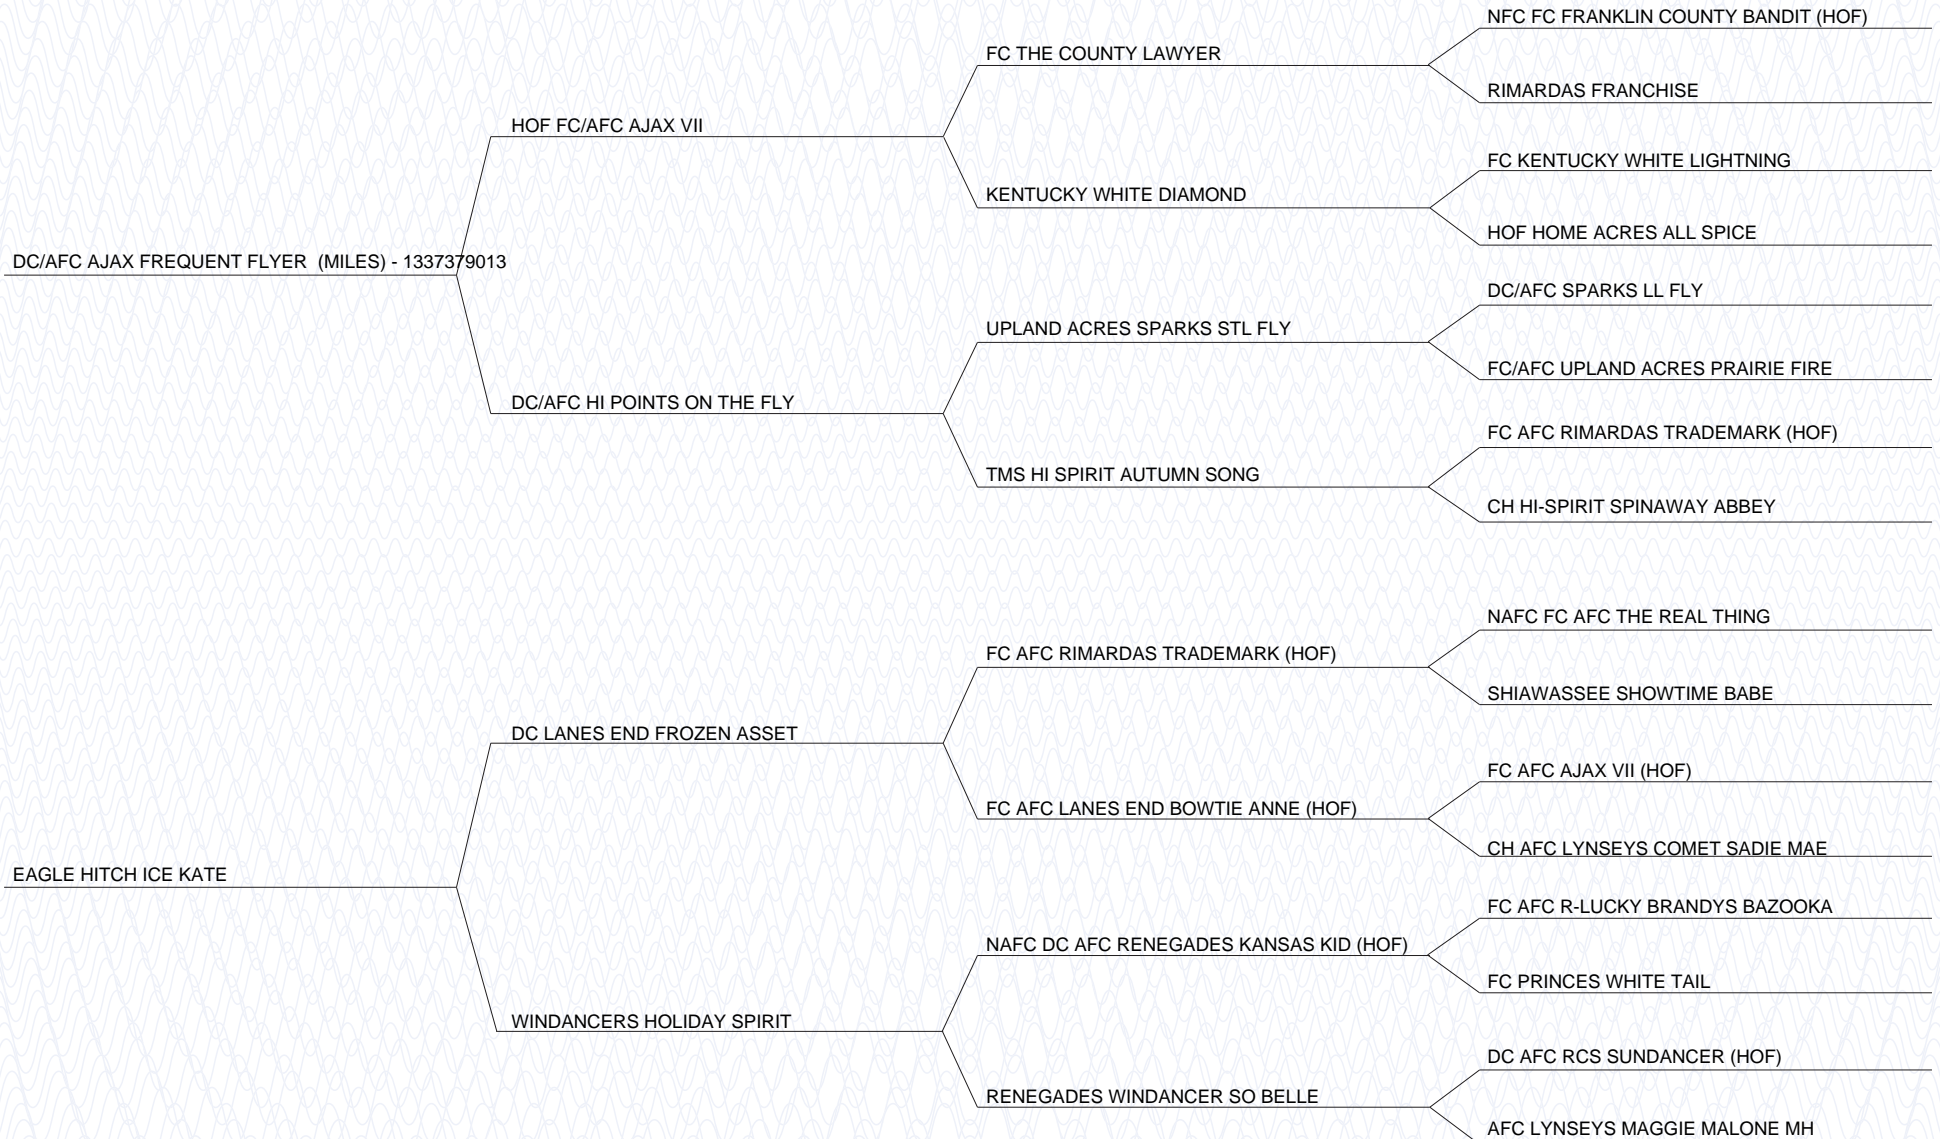 NFC FC FRANKLIN COUNTY BANDIT (HOF)
FC THE COUNTY LAWYER
RIMARDAS FRANCHISE
HOF FC/AFC AJAX VII
FC KENTUCKY WHITE LIGHTNING
KENTUCKY WHITE DIAMOND
HOF HOME ACRES ALL SPICE
DC/AFC AJAX FREQUENT FLYER (MILES) - 1337379013
DC/AFC SPARKS LL FLY
UPLAND ACRES SPARKS STL FLY
FC/AFC UPLAND ACRES PRAIRIE FIRE
DC/AFC HI POINTS ON THE FLY
FC AFC RIMARDAS TRADEMARK (HOF)
TMS HI SPIRIT AUTUMN SONG
CH HI-SPIRIT SPINAWAY ABBEY
NAFC FC AFC THE REAL THING
FC AFC RIMARDAS TRADEMARK (HOF)
SHIAWASSEE SHOWTIME BABE
DC LANES END FROZEN ASSET
FC AFC AJAX VII (HOF)
FC AFC LANES END BOWTIE ANNE (HOF)
CH AFC LYNSEYS COMET SADIE MAE
EAGLE HITCH ICE KATE
FC AFC R-LUCKY BRANDYS BAZOOKA
NAFC DC AFC RENEGADES KANSAS KID (HOF)
FC PRINCES WHITE TAIL
WINDANCERS HOLIDAY SPIRIT
DC AFC RCS SUNDANCER (HOF)
RENEGADES WINDANCER SO BELLE
AFC LYNSEYS MAGGIE MALONE MH